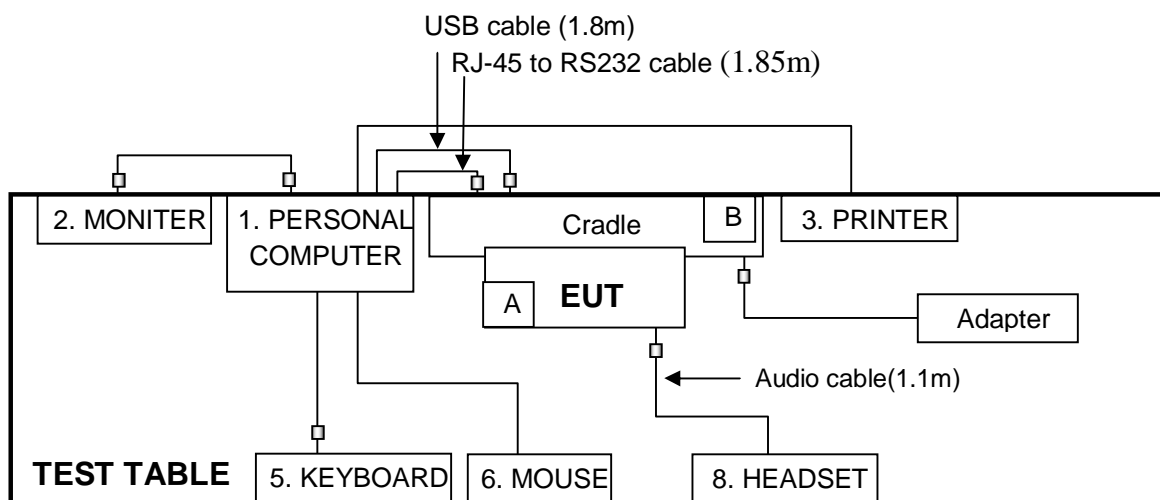 USB cable (1.8m)
RJ-45 to RS232 cable (1.85m)
2. MONITER
1. PERSONAL
COMPUTER
Cradle
B
3. PRINTER
A
EUT
Adapter
Audio cable(1.1m)
TEST TABLE
5. KEYBOARD
6. MOUSE
8. HEADSET